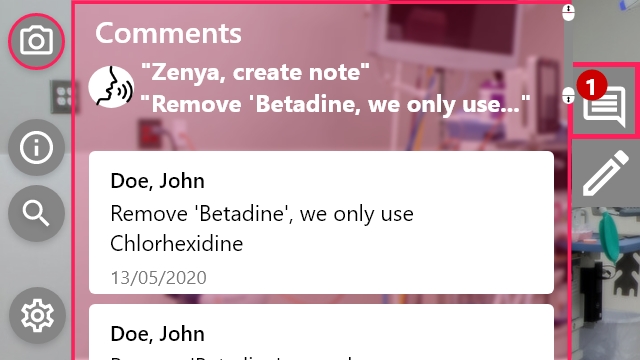 Comments
"Zenya, create note"
"Remove 'Betadine, we only use..."
1
Doe, John
Remove 'Betadine', we only use
Chlorhexidine
13/05/2020
Doe, John